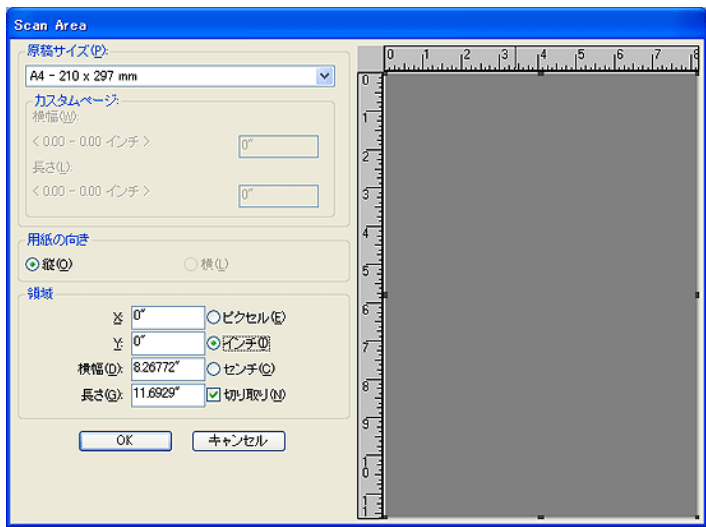 Scan Area
原稿サイズ(P):
A4 - 210 x 297 mm
カスタムページ:
横幅(W):
< 0.00 - 0.00 インチ >
0"
長さ(L):
< 0.00 - 0.00 インチ >
0"
用紙の向き
縦(O)
横(L)
領域
X: 0" ピクセル(E)
Y: 0" インチ(I)
横幅(D): 8.26772" センチ(C)
長さ(G): 11.6929" 切り取り(N)
OK キャンセル
0 1 2 3 4 5 6 7 8
0
1
2
3
4
5
6
7
8
9
10
11